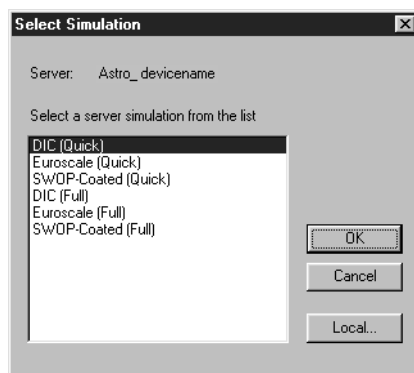 Select Simulation
Server: Astro_ devicename
Select a server simulation from the list
DIC (Quick)
Euroscale (Quick)
SWOP-Coated (Quick)
DIC (Full)
Euroscale (Full)
SWOP-Coated (Full)
OK
Cancel
Local...